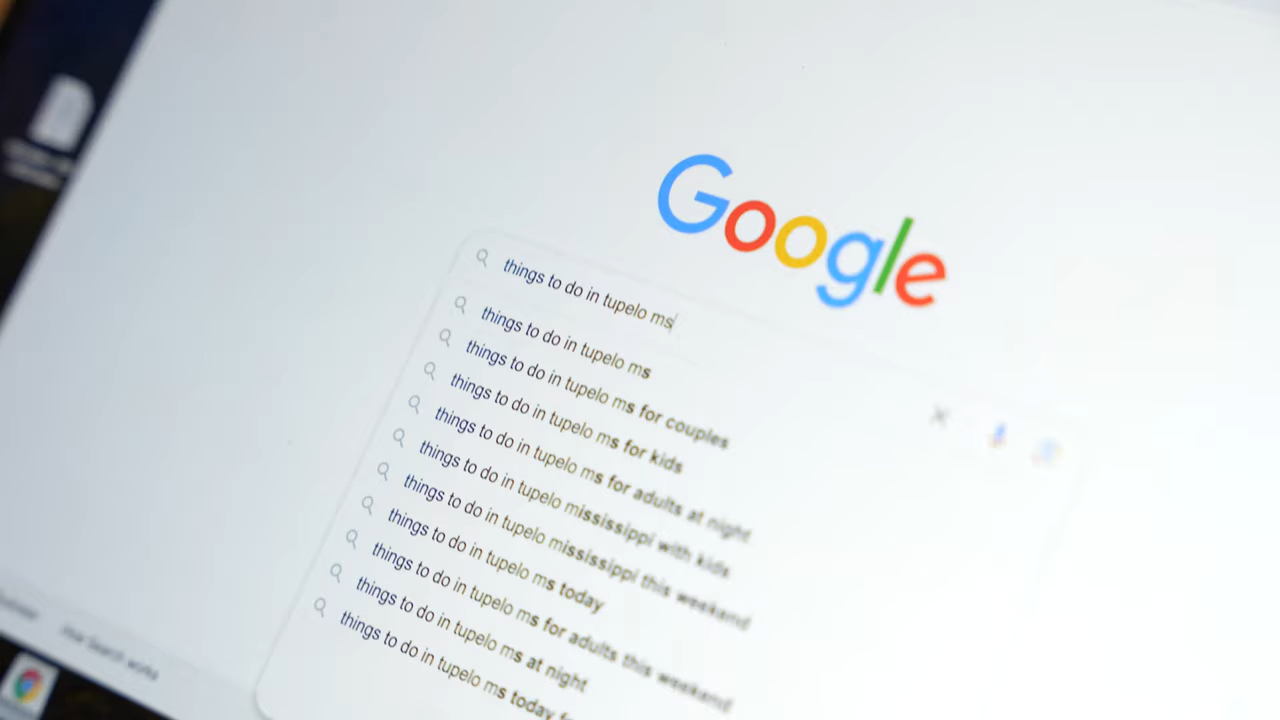 Google
things to do in tupelo ms
things to do in tupelo ms
things to do in tupelo ms for couples
things to do in tupelo ms for kids
things to do in tupelo ms for adults at night
things to do in tupelo mississippi with kids
things to do in tupelo mississippi this weekend
things to do in tupelo ms today
things to do in tupelo ms for adults this weekend
things to do in tupelo ms at night
things to do in tupelo ms today
How Search works